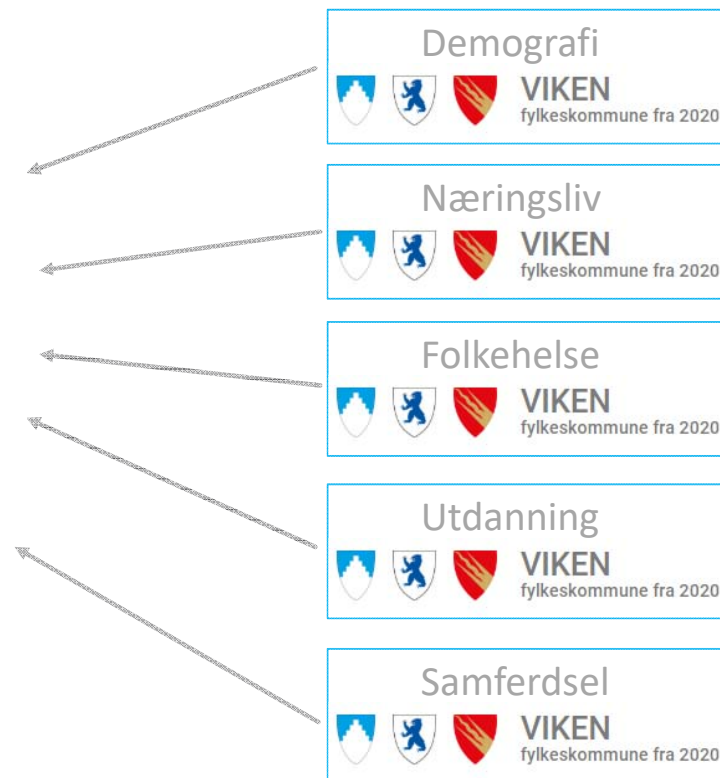 Demografi
VIKEN
fylkeskommune fra 2020
Næringsliv
VIKEN
fylkeskommune fra 2020
Folkehelse
VIKEN
fylkeskommune fra 2020
Utdanning
VIKEN
fylkeskommune fra 2020
Samferdsel
VIKEN
fylkeskommune fra 2020